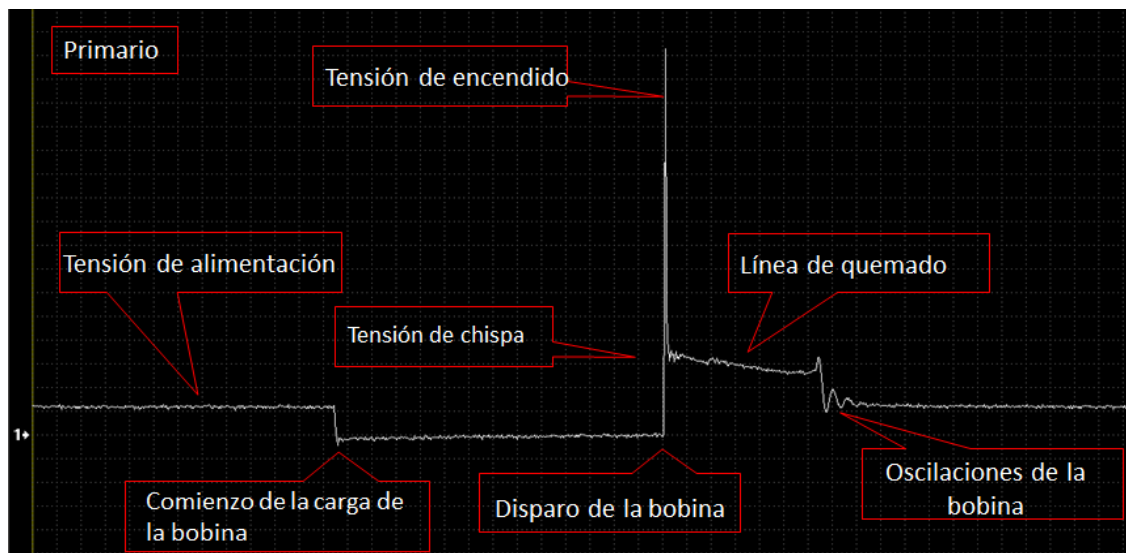 Primario
Tensión de encendido
Tensión de alimentación
Línea de quemado
Tensión de chispa
1
Comienzo de la carga de
la bobina
Disparo de la bobina
Oscilaciones de la
bobina